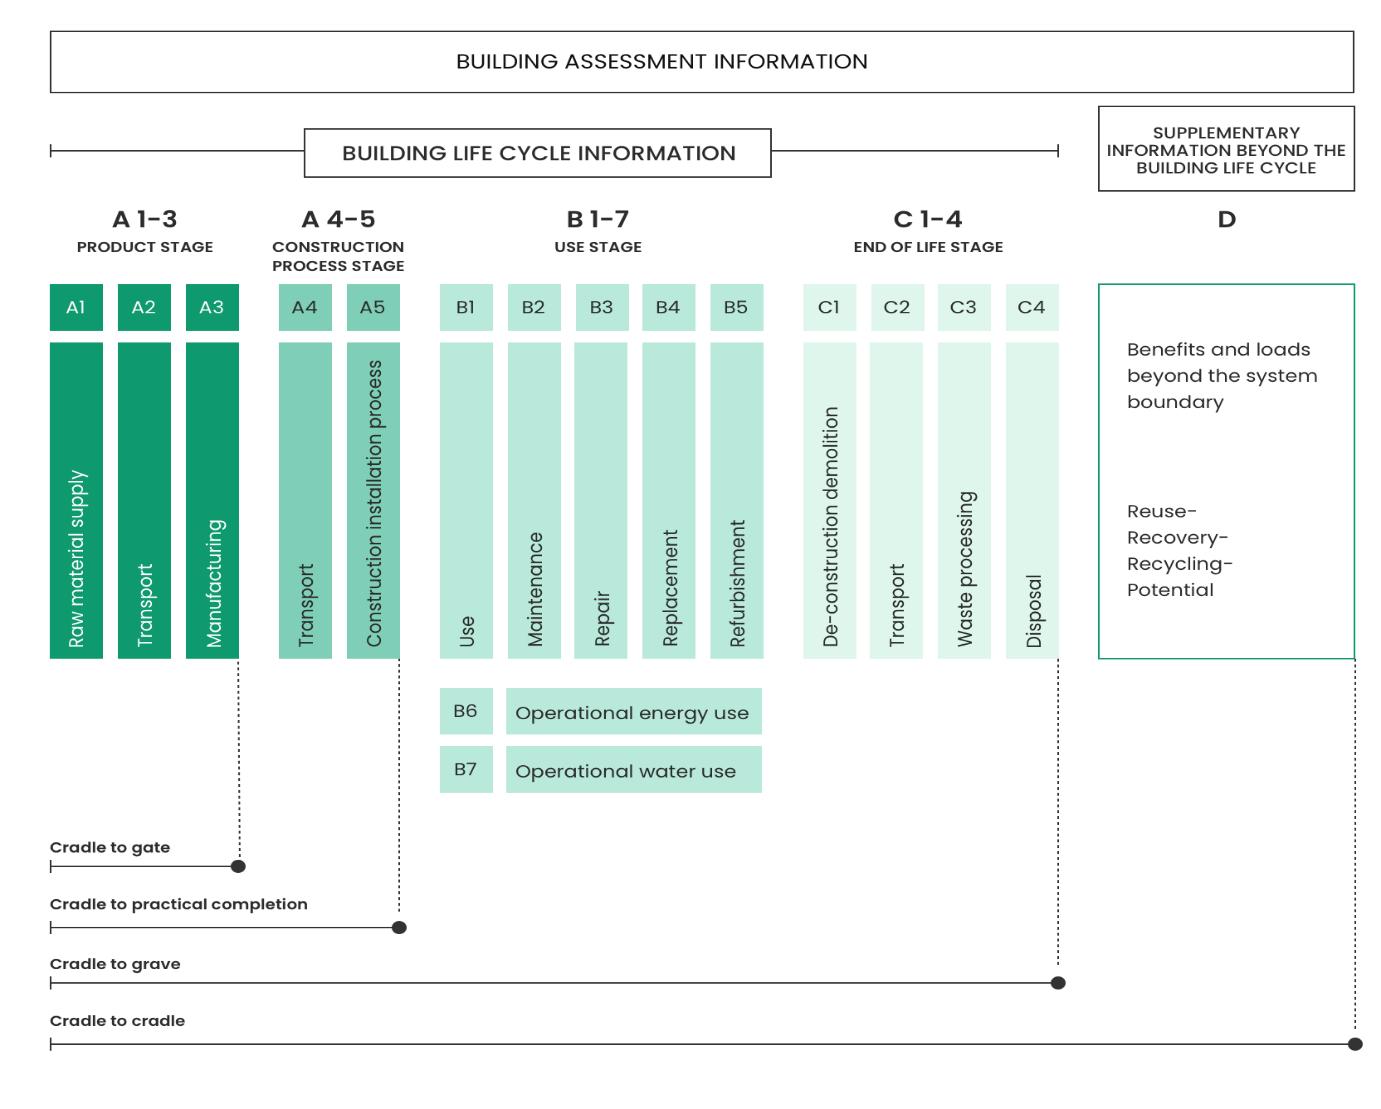 BUILDING ASSESSMENT INFORMATION
BUILDING LIFE CYCLE INFORMATION
SUPPLEMENTARY
INFORMATION BEYOND THE
BUILDING LIFE CYCLE
A 1-3
PRODUCT STAGE
A 4-5
CONSTRUCTION
PROCESS STAGE
B 1-7
USE STAGE
C 1-4
END OF LIFE STAGE
D
A1
A2
A3
A4
A5
B1
B2
B3
B4
B5
C1
C2
C3
C4
Raw material supply
Transport
Manufacturing
Transport
Construction installation process
Use
Maintenance
Repair
Replacement
Refurbishment
De-construction demolition
Transport
Waste processing
Disposal
Benefits and loads
beyond the system
boundary
Reuse-
Recovery-
Recycling-
Potential
B6
Operational energy use
B7
Operational water use
Cradle to gate
Cradle to practical completion
Cradle to grave
Cradle to cradle